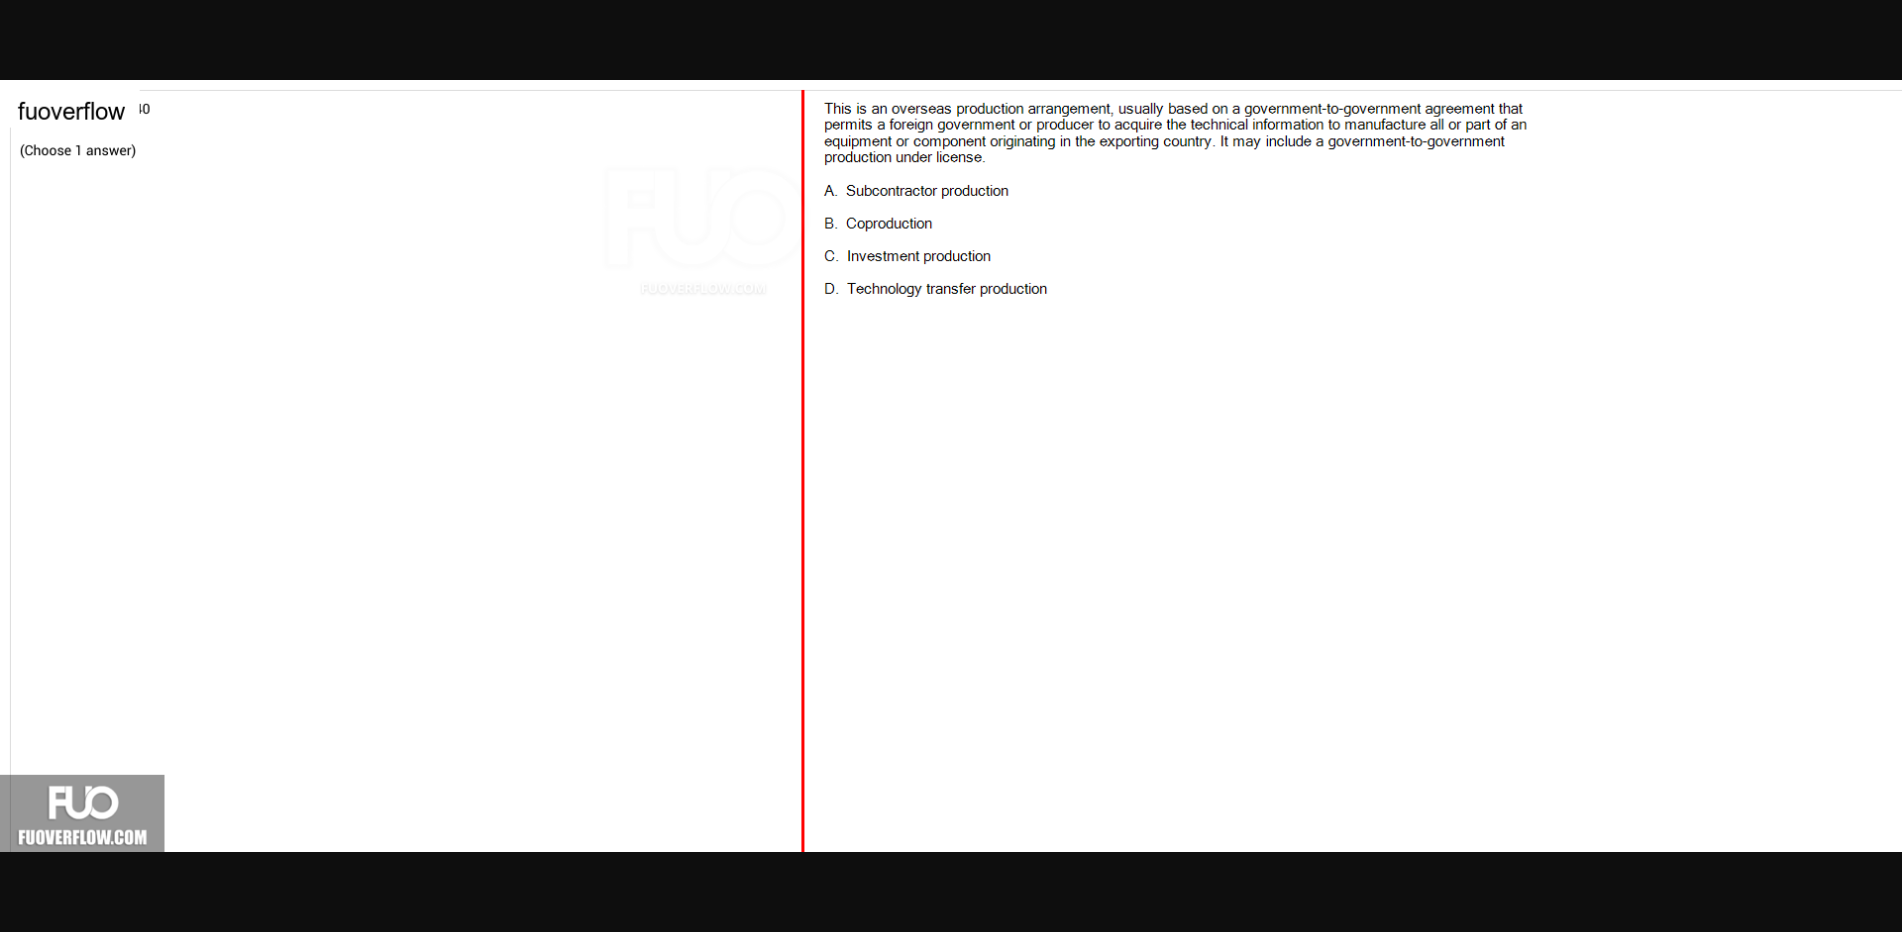 fuoverflow
40
(Choose 1 answer)
FUO
FUOVERFLOW.COM
This is an overseas production arrangement, usually based on a government-to-government agreement that
permits a foreign government or producer to acquire the technical information to manufacture all or part of an
equipment or component originating in the exporting country. It may include a government-to-government
production under license.
A. Subcontractor production
B. Coproduction
C. Investment production
D. Technology transfer production
FUO
FUOVERFLOW.COM